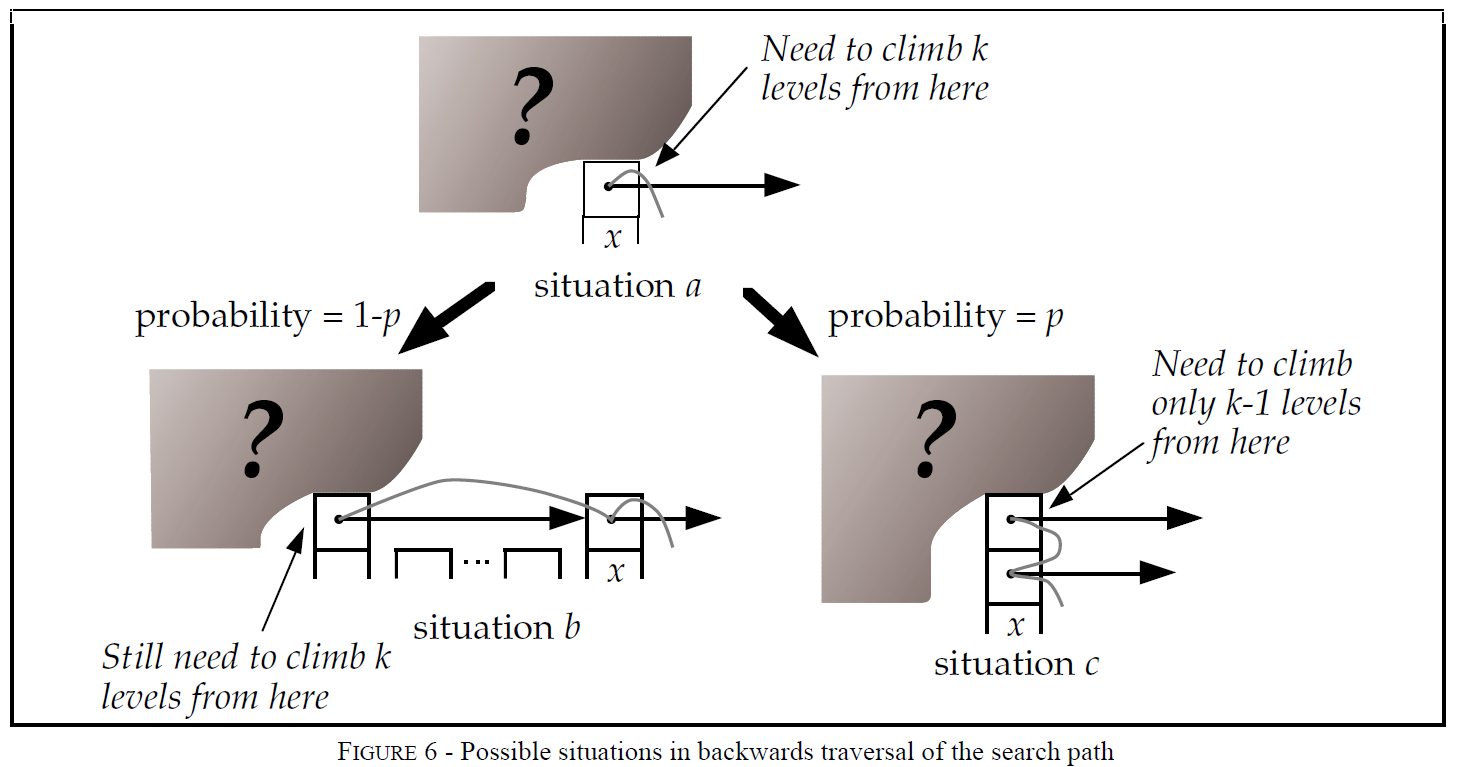 ?
Need to climb k
levels from here
x
situation a
probability = 1-p
probability = p
?
x
situation b
Still need to climb k
levels from here
?
Need to climb
only k-1 levels
from here
x
situation c
FIGURE 6 - Possible situations in backwards traversal of the search path